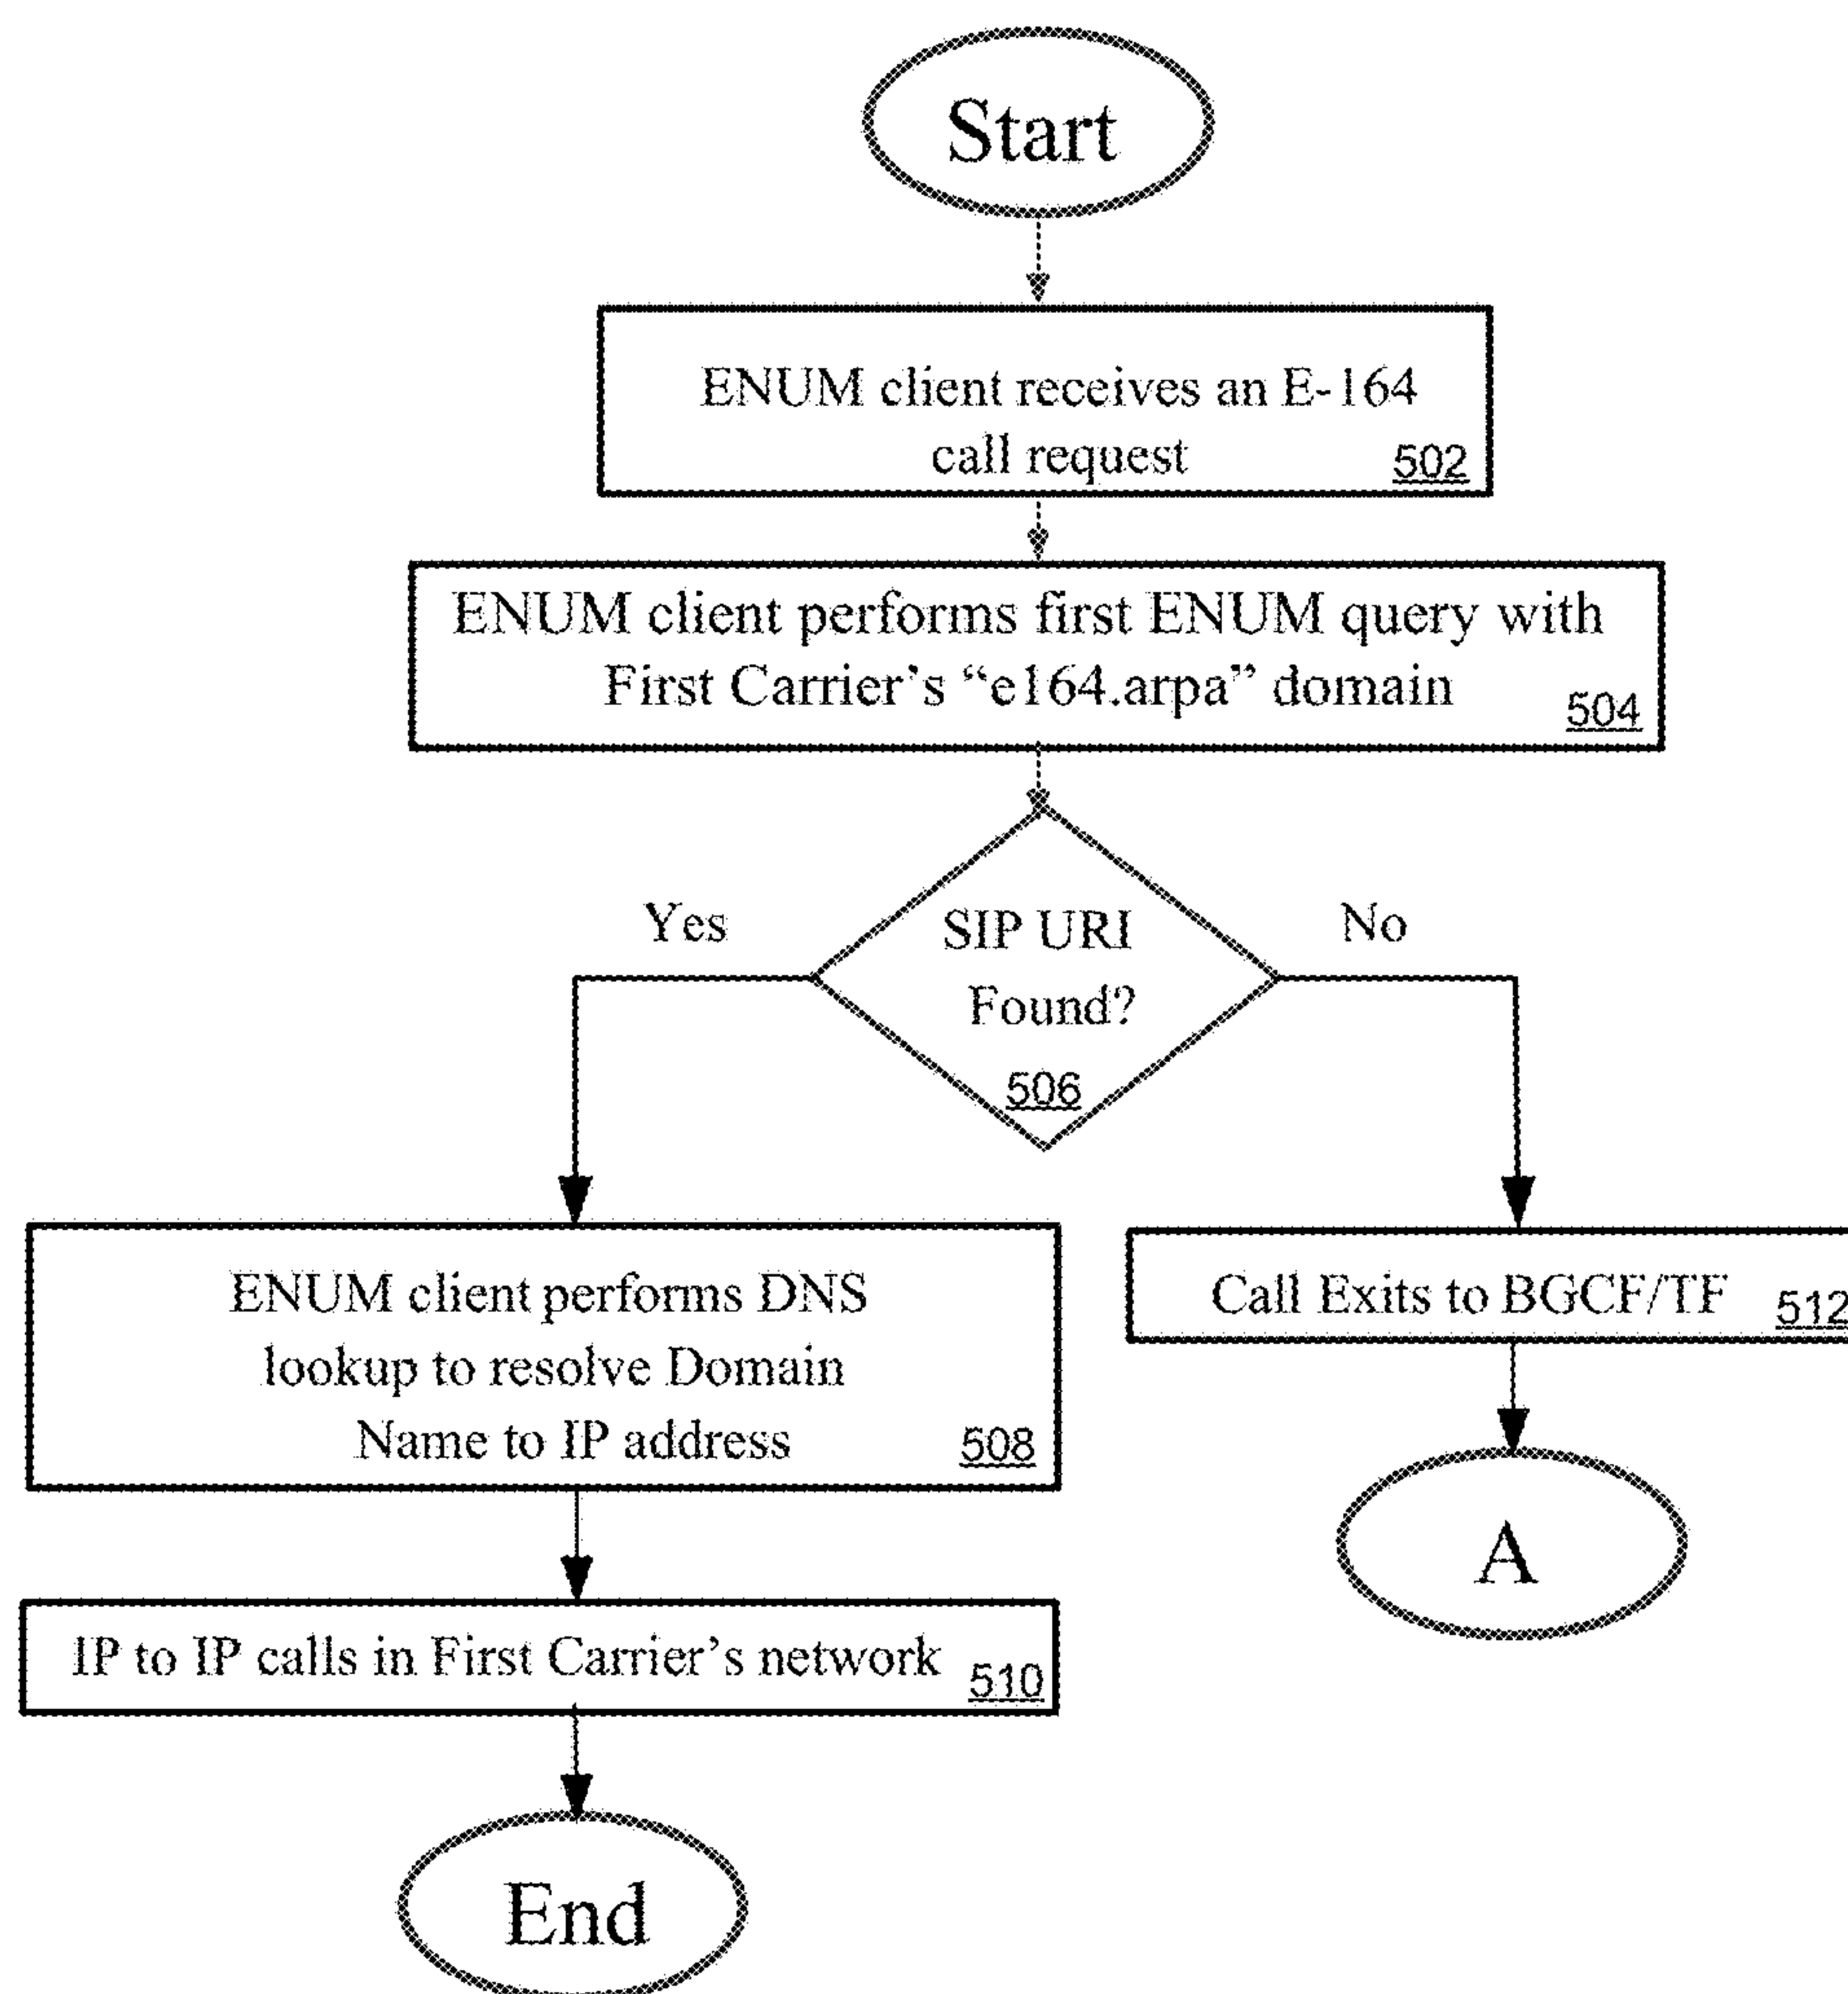 Start
ENUM client receives an E-164
call request
502
ENUM client performs first ENUM query with
First Carrier's “e164.arpa” domain
504
Yes
SIP URI
Found?
506
No
ENUM client performs DNS
lookup to resolve Domain
Name to IP address
508
Call Exits to BGCF/TF
512
IP to IP calls in First Carrier's network
510
A
End